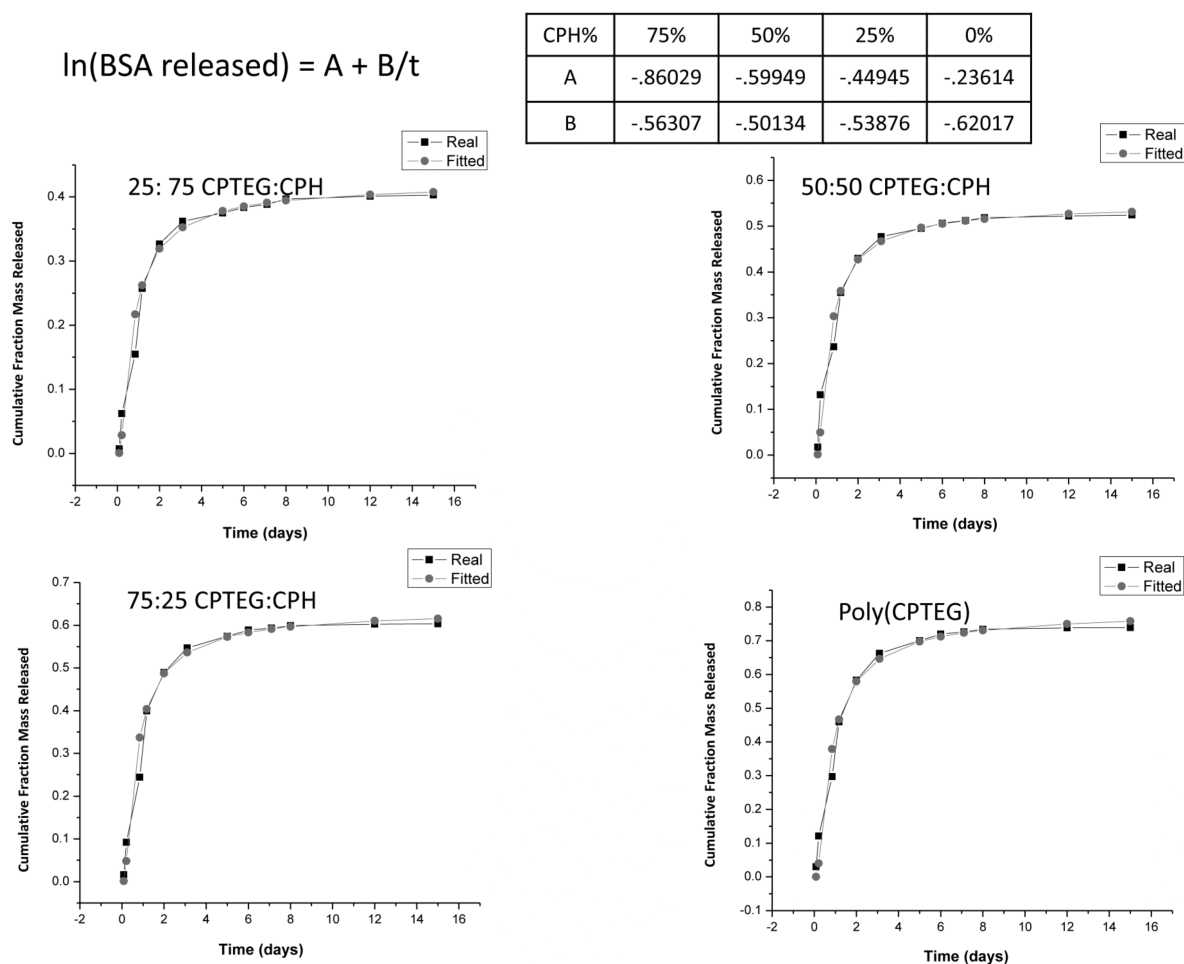 ln(BSA released) = A + B/t
CPH% 75% 50% 25% 0%
A -.86029 -.59949 -.44945 -.23614
B -.56307 -.50134 -.53876 -.62017
Real
Fitted
25: 75 CPTEG:CPH
Cumulative Fraction Mass Released
0.4
0.3
0.2
0.1
0.0
-2 0 2 4 6 8 10 12 14 16
Time (days)
Real
Fitted
50:50 CPTEG:CPH
Cumulative Fraction Mass Released
0.6
0.5
0.4
0.3
0.2
0.1
0.0
-2 0 2 4 6 8 10 12 14 16
Time (days)
Real
Fitted
75:25 CPTEG:CPH
Cumulative Fraction Mass Released
0.7
0.6
0.5
0.4
0.3
0.2
0.1
0.0
-2 0 2 4 6 8 10 12 14 16
Time (days)
Real
Fitted
Poly(CPTEG)
Cumulative Fraction Mass Released
0.8
0.7
0.6
0.5
0.4
0.3
0.2
0.1
0.0
-0.1
-2 0 2 4 6 8 10 12 14 16
Time (days)